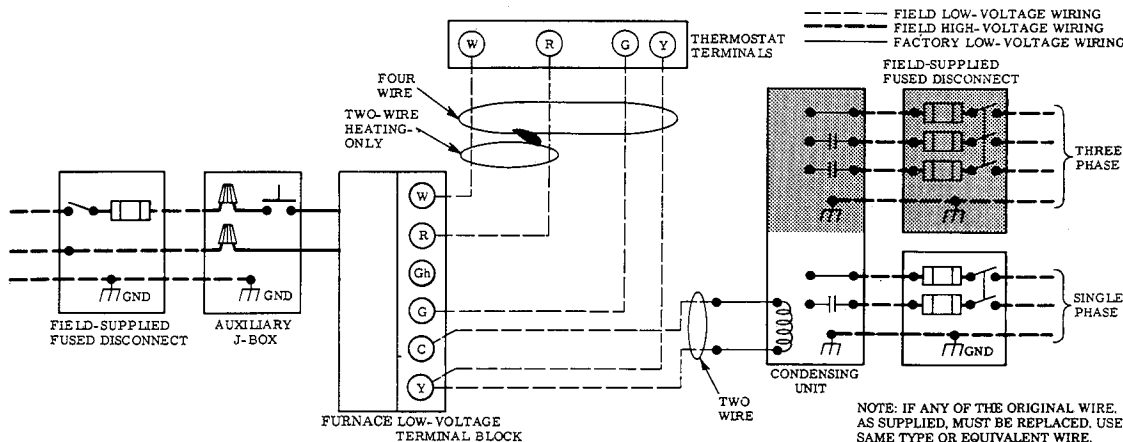 FIELD LOW-VOLTAGE WIRING
FIELD HIGH-VOLTAGE WIRING
FACTORY LOW-VOLTAGE WIRING
W
R
G
Y
THERMOSTAT
TERMINALS
FOUR
WIRE
TWO-WIRE
HEATING-
ONLY
FIELD-SUPPLIED
FUSED DISCONNECT
THREE
PHASE
W
R
Gh
G
C
Y
GND
GND
FIELD-SUPPLIED
FUSED DISCONNECT
AUXILIARY
J-BOX
FURNACE LOW-VOLTAGE
TERMINAL BLOCK
TWO
WIRE
CONDENSING
UNIT
GND
SINGLE
PHASE
NOTE: IF ANY OF THE ORIGINAL WIRE,
AS SUPPLIED, MUST BE REPLACED, USE
SAME TYPE OR EQUIVALENT WIRE.